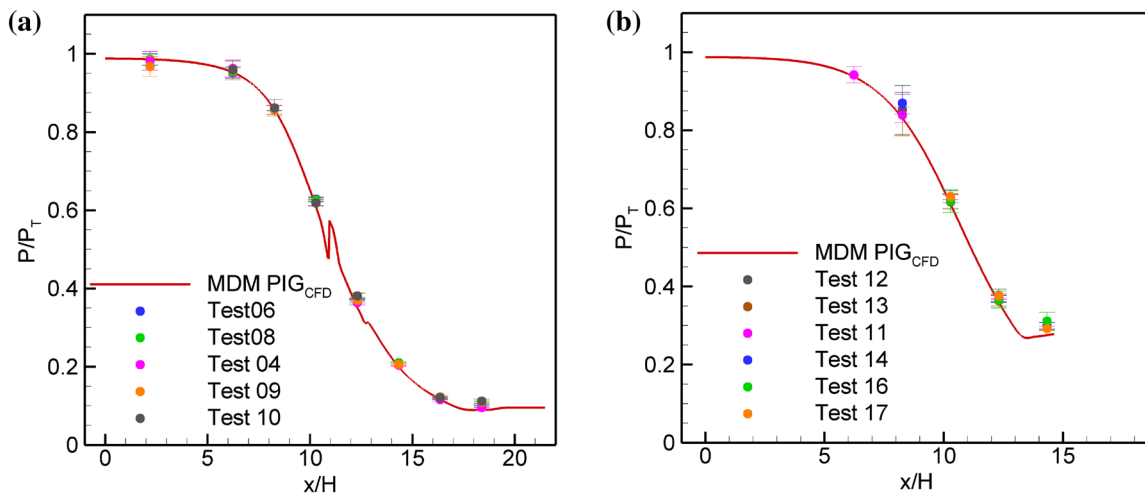 (a)
P/P_T
1
0.8
0.6
0.4
0.2
0
MDM PIG_CFD
Test06
Test08
Test 04
Test 09
Test 10
0 5 10 15 20
x/H
(b)
P/P_T
1
0.8
0.6
0.4
0.2
0
MDM PIG_CFD
Test 12
Test 13
Test 11
Test 14
Test 16
Test 17
0 5 10 15
x/H